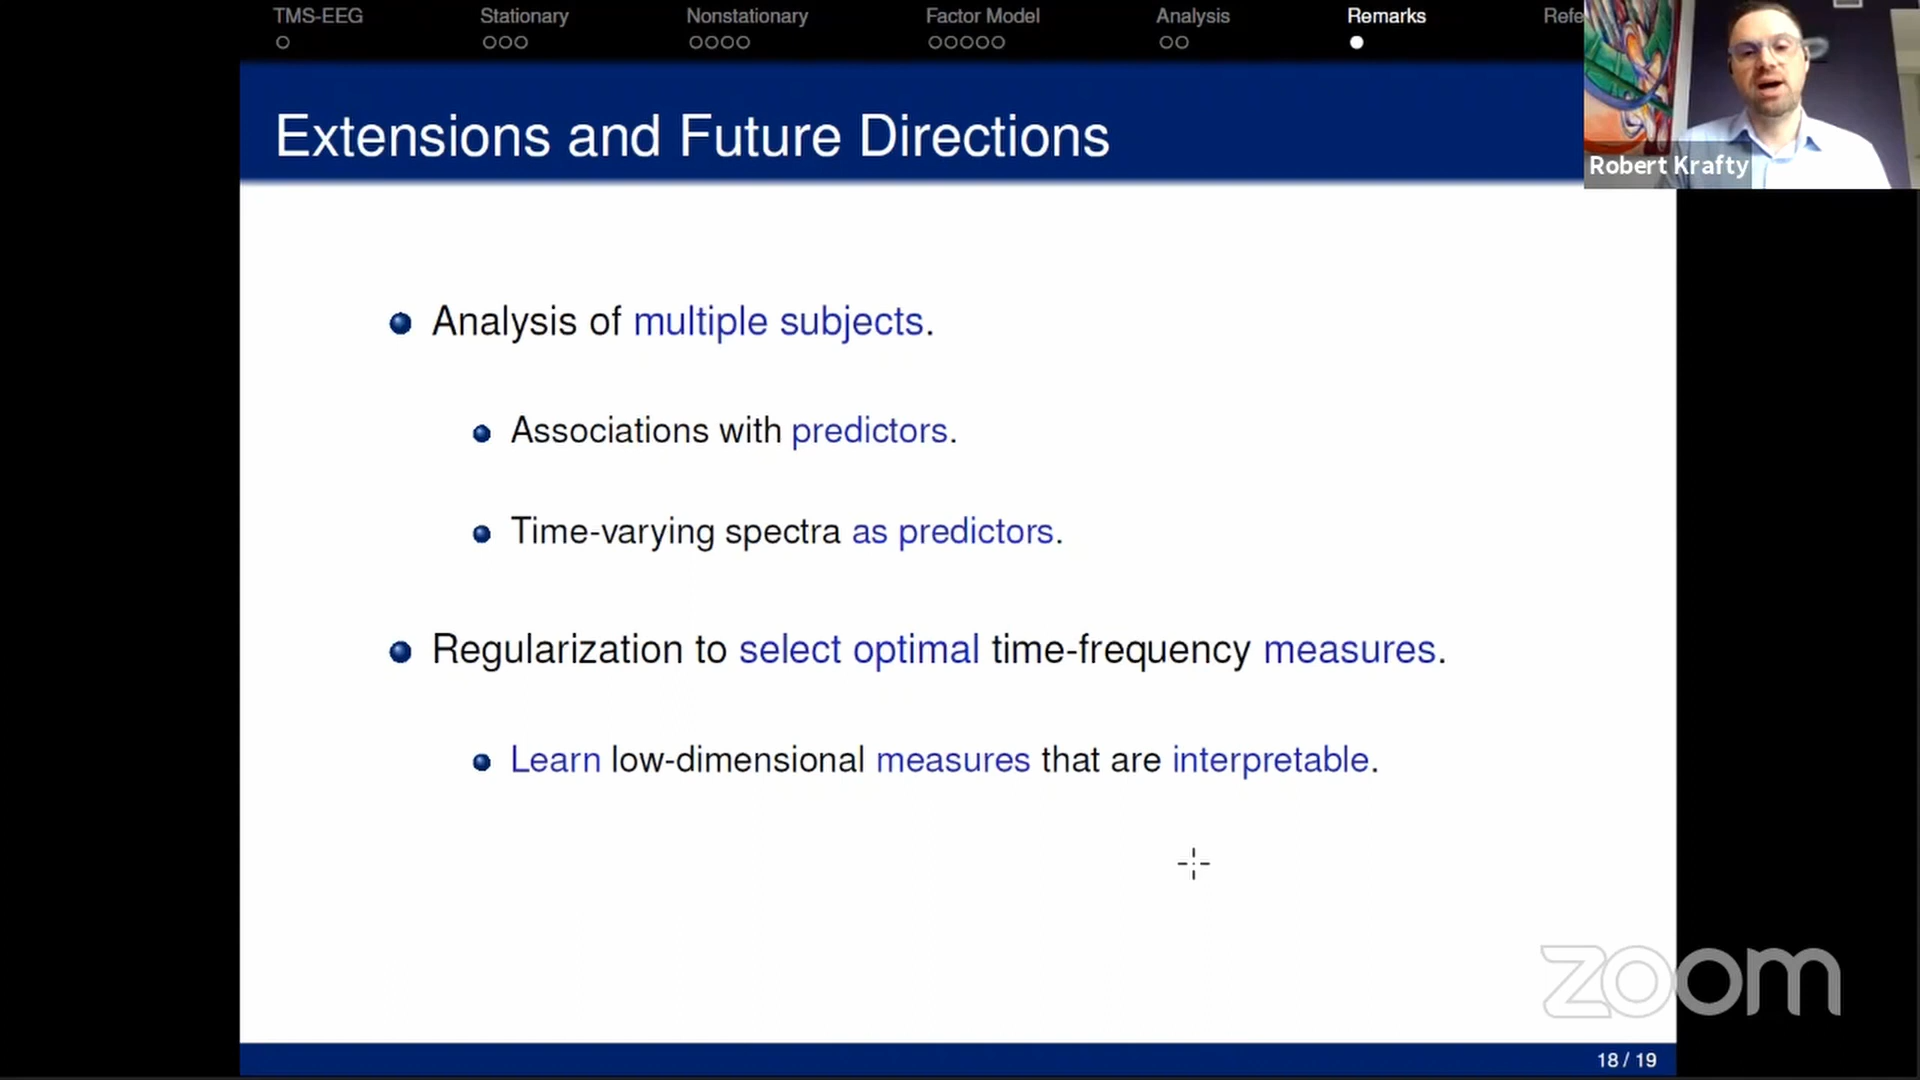 TMS-EEG Stationary Nonstationary Factor Model Analysis Remarks Refe
Robert Krafty
Extensions and Future Directions
Analysis of multiple subjects.
Associations with predictors.
Time-varying spectra as predictors.
Regularization to select optimal time-frequency measures.
Learn low-dimensional measures that are interpretable.
zoom
18 / 19